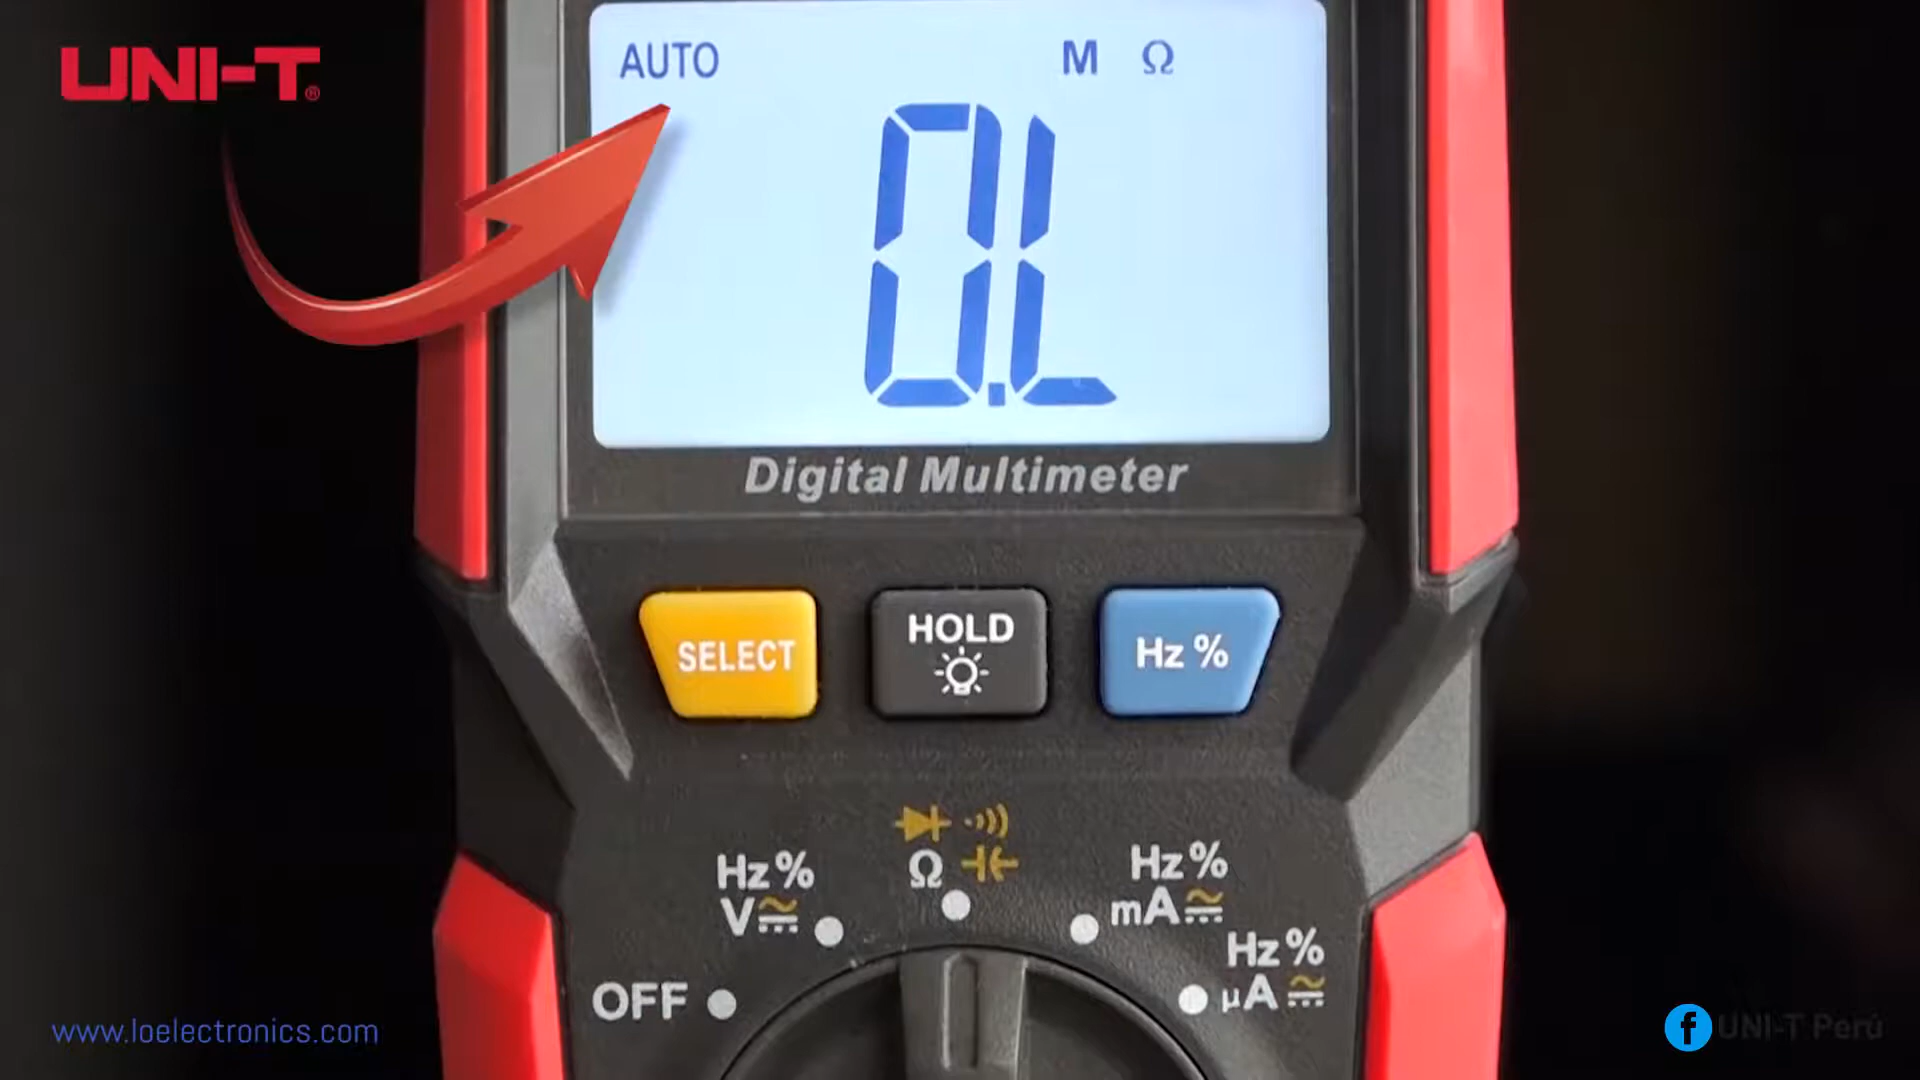 UNI-T®
AUTO
M Ω
0.L
Digital Multimeter
SELECT
HOLD
Hz %
Hz %
V
Ω
Hz %
mA
Hz %
µA
OFF
www.loelectronics.com
f UNI-T Perú